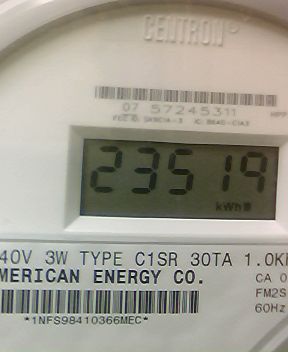 CENTRON®
07 57245311
23519
kWh
40V 3W TYPE C1SR 30TA 1.0K
MERICAN ENERGY CO.
CA 0
FM2S
60Hz
*1NFS98410366MEC*